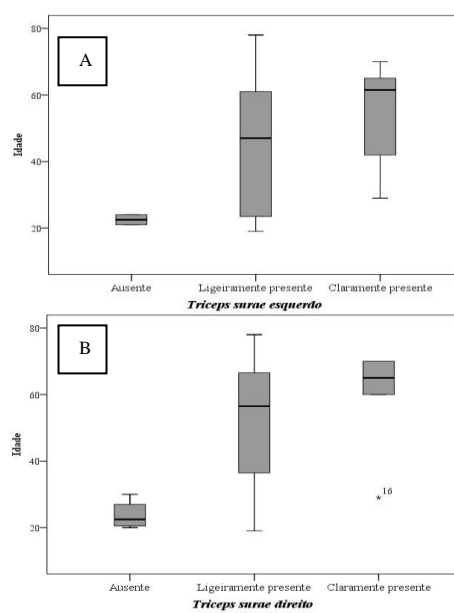 A
80
60
40
20
Idade
Ausente Ligeiramente presente Claramente presente
Triceps surae esquerdo
B
80
60
40
20
Idade
16
Ausente Ligeiramente presente Claramente presente
Triceps surae direito